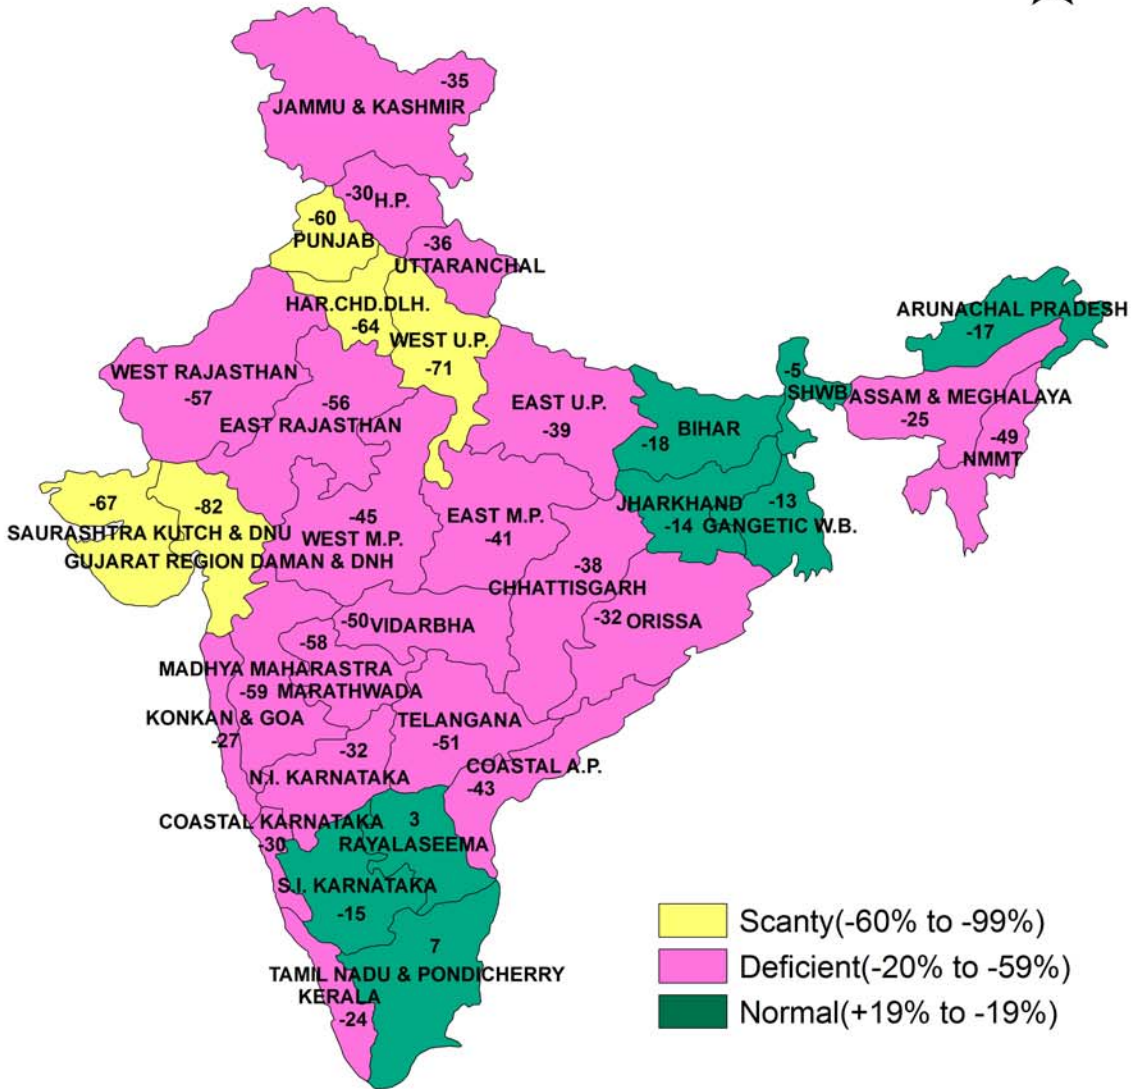 -35
JAMMU & KASHMIR
-30 H.P.
-60
PUNJAB
-36
UTTARANCHAL
HAR.CHD.DLH.
-64
WEST U.P.
-71
ARUNACHAL PRADESH
-17
WEST RAJASTHAN
-57
-56
EAST RAJASTHAN
EAST U.P.
-39
-5
SHWB
ASSAM & MEGHALAYA
-25
-49
NMMT
BIHAR
-18
-67
SAURASHTRA KUTCH & DNU
-82
GUJARAT REGION DAMAN & DNH
-45
WEST M.P.
EAST M.P.
-41
JHARKHAND
-14
-13
GANGETIC W.B.
-38
CHHATTISGARH
-32 ORISSA
-50 VIDARBHA
-58
MADHYA MAHARASTRA
-59 MARATHWADA
KONKAN & GOA
-27
TELANGANA
-51
-32
N.I. KARNATAKA
COASTAL A.P.
-43
COASTAL KARNATAKA
-30
3
RAYALASEEMA
S.I. KARNATAKA
-15
7
TAMIL NADU & PONDICHERRY
KERALA
-24
Scanty(-60% to -99%)
Deficient(-20% to -59%)
Normal(+19% to -19%)